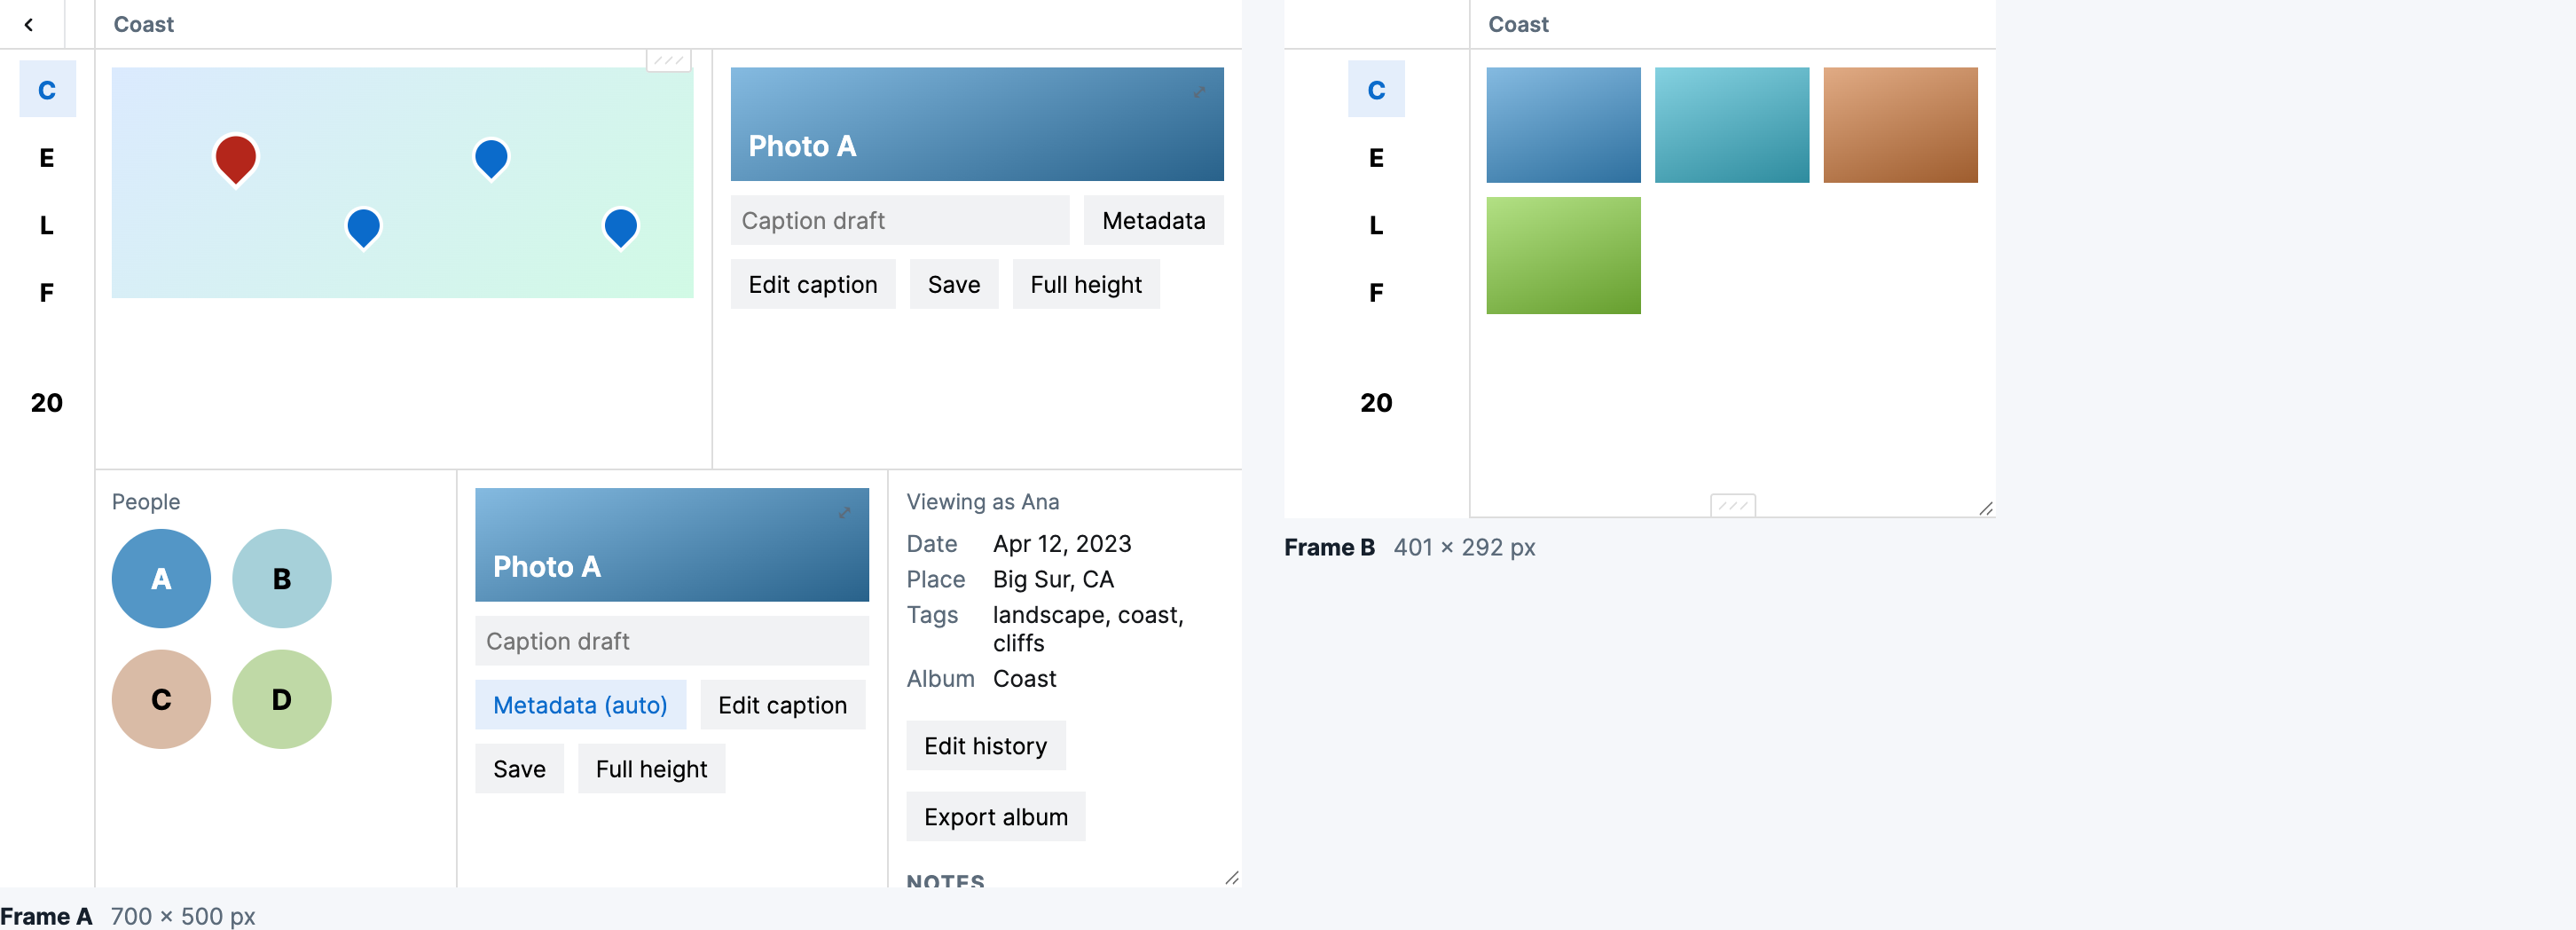 Coast
C
E
L
F
20
Photo A
Caption draft
Metadata
Edit caption
Save
Full height
People
A
B
C
D
Photo A
Caption draft
Metadata (auto)
Edit caption
Save
Full height
Viewing as Ana
Date Apr 12, 2023
Place Big Sur, CA
Tags landscape, coast,
cliffs
Album Coast
Edit history
Export album
NOTES
Frame A 700 × 500 px
Coast
C
E
L
F
20
Frame B 401 × 292 px